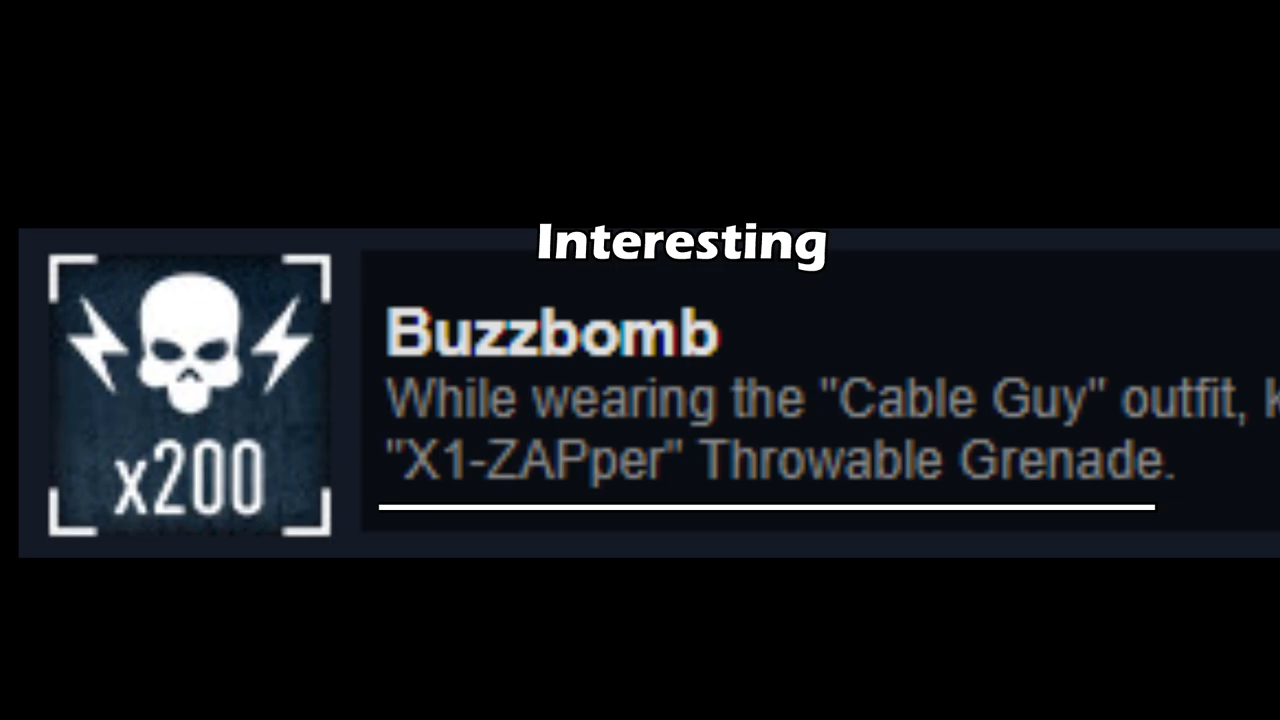 Interesting
Buzzbomb
While wearing the "Cable Guy" outfit,
"X1-ZAPper" Throwable Grenade.
x200